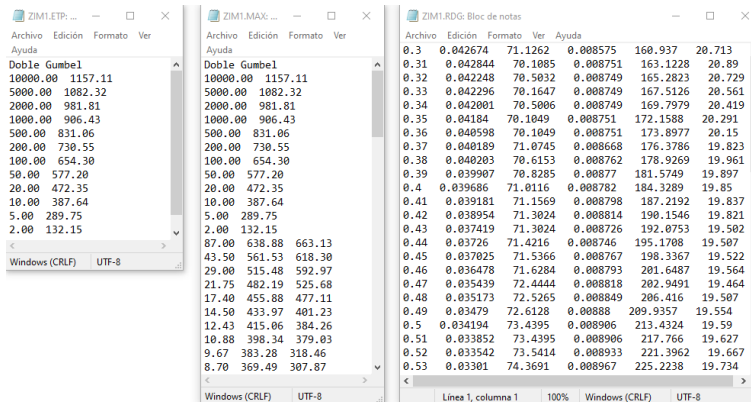 ZIM1.ETP: ...
Archivo Edición Formato Ver
Ayuda
Doble Gumbel
10000.00 1157.11
5000.00 1082.32
2000.00 981.81
1000.00 906.43
500.00 831.06
200.00 730.55
100.00 654.30
50.00 577.20
20.00 472.35
10.00 387.64
5.00 289.75
2.00 132.15
Windows (CRLF) UTF-8
ZIM1.MAX: ...
Archivo Edición Formato Ver
Ayuda
Doble Gumbel
10000.00 1157.11
5000.00 1082.32
2000.00 981.81
1000.00 906.43
500.00 831.06
200.00 730.55
100.00 654.30
50.00 577.20
20.00 472.35
10.00 387.64
5.00 289.75
2.00 132.15
87.00 638.88 663.13
43.50 561.53 618.30
29.00 515.48 592.97
21.75 482.19 525.68
17.40 455.88 477.11
14.50 433.97 401.23
12.43 415.06 384.26
10.88 398.34 379.03
9.67 383.28 318.46
8.70 369.49 307.87
Windows (CRLF) UTF-8
ZIM1.RDG: Bloc de notas
Archivo Edición Formato Ver Ayuda
0.3 0.042674 71.1262 0.008575 160.937 20.713
0.31 0.042844 70.1085 0.008751 163.1228 20.89
0.32 0.042248 70.5032 0.008749 165.2823 20.729
0.33 0.042296 70.1647 0.008749 167.5126 20.561
0.34 0.042001 70.5006 0.008749 169.7979 20.419
0.35 0.04184 70.1049 0.008751 172.1588 20.291
0.36 0.040598 70.1049 0.008751 173.8977 20.15
0.37 0.040189 71.0745 0.008668 176.3786 19.823
0.38 0.040203 70.6153 0.008762 178.9269 19.961
0.39 0.039907 70.8285 0.00877 181.5749 19.897
0.4 0.039686 71.0116 0.008782 184.3289 19.85
0.41 0.039181 71.1569 0.008798 187.2192 19.837
0.42 0.038954 71.3024 0.008814 190.1546 19.821
0.43 0.037419 71.3024 0.008726 192.0753 19.502
0.44 0.03726 71.4216 0.008746 195.1708 19.507
0.45 0.037025 71.5366 0.008767 198.3367 19.522
0.46 0.036478 71.6284 0.008793 201.6487 19.564
0.47 0.035439 72.4444 0.008818 202.9491 19.464
0.48 0.035173 72.5265 0.008849 206.416 19.507
0.49 0.03479 72.6128 0.00888 209.9357 19.554
0.5 0.034194 73.4395 0.008906 213.4324 19.59
0.51 0.033852 73.4395 0.008906 217.766 19.627
0.52 0.033542 73.5414 0.008933 221.3962 19.667
0.53 0.03301 74.3691 0.008967 225.2238 19.734
Línea 1, columna 1 100% Windows (CRLF) UTF-8